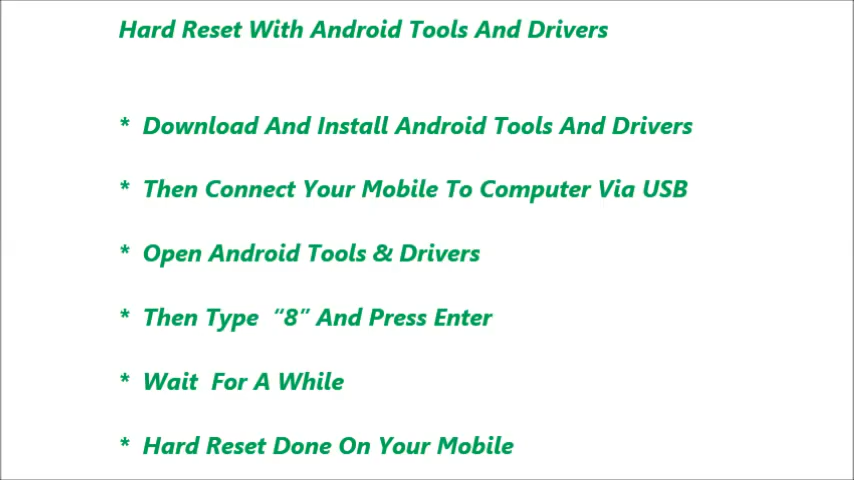 Hard Reset With Android Tools And Drivers
* Download And Install Android Tools And Drivers
* Then Connect Your Mobile To Computer Via USB
* Open Android Tools & Drivers
* Then Type “8” And Press Enter
* Wait For A While
* Hard Reset Done On Your Mobile